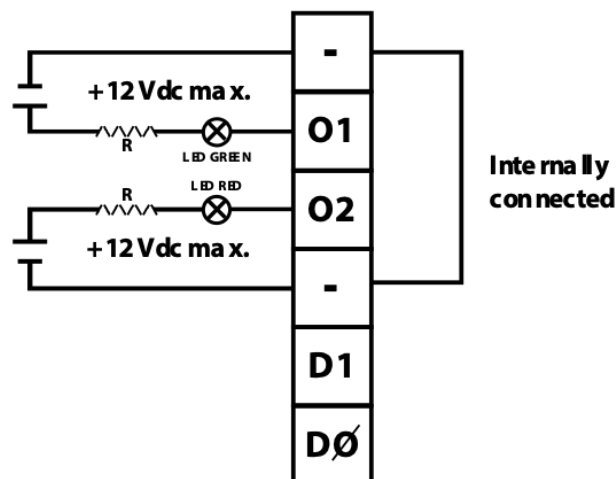 -
+12 Vdc max.
O1
R
LED GREEN
Internally
connected
R
LED RED
O2
+12 Vdc max.
-
D1
DØ